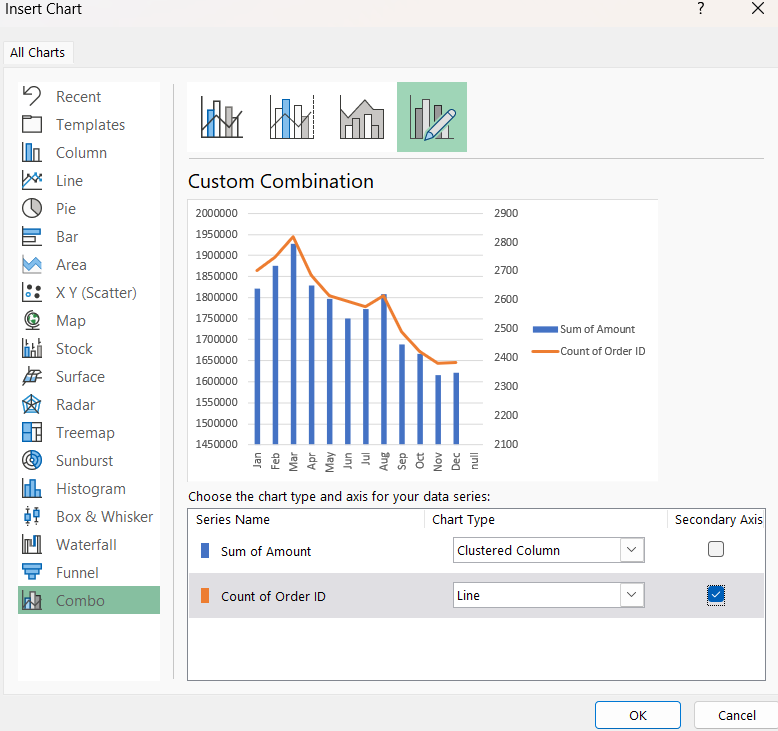 Insert Chart
?
All Charts
Recent
Templates
Column
Line
Pie
Bar
Area
X Y (Scatter)
Map
Stock
Surface
Radar
Treemap
Sunburst
Histogram
Box & Whisker
Waterfall
Funnel
Combo
Custom Combination
2000000
1950000
1900000
1850000
1800000
1750000
1700000
1650000
1600000
1550000
1500000
1450000
2900
2800
2700
2600
2500
2400
2300
2200
2100
Jan
Feb
Mar
Apr
May
Jun
Jul
Aug
Sep
Oct
Nov
Dec
null
Sum of Amount
Count of Order ID
Choose the chart type and axis for your data series:
Series Name Chart Type Secondary Axis
Sum of Amount Clustered Column
Count of Order ID Line
OK Cancel